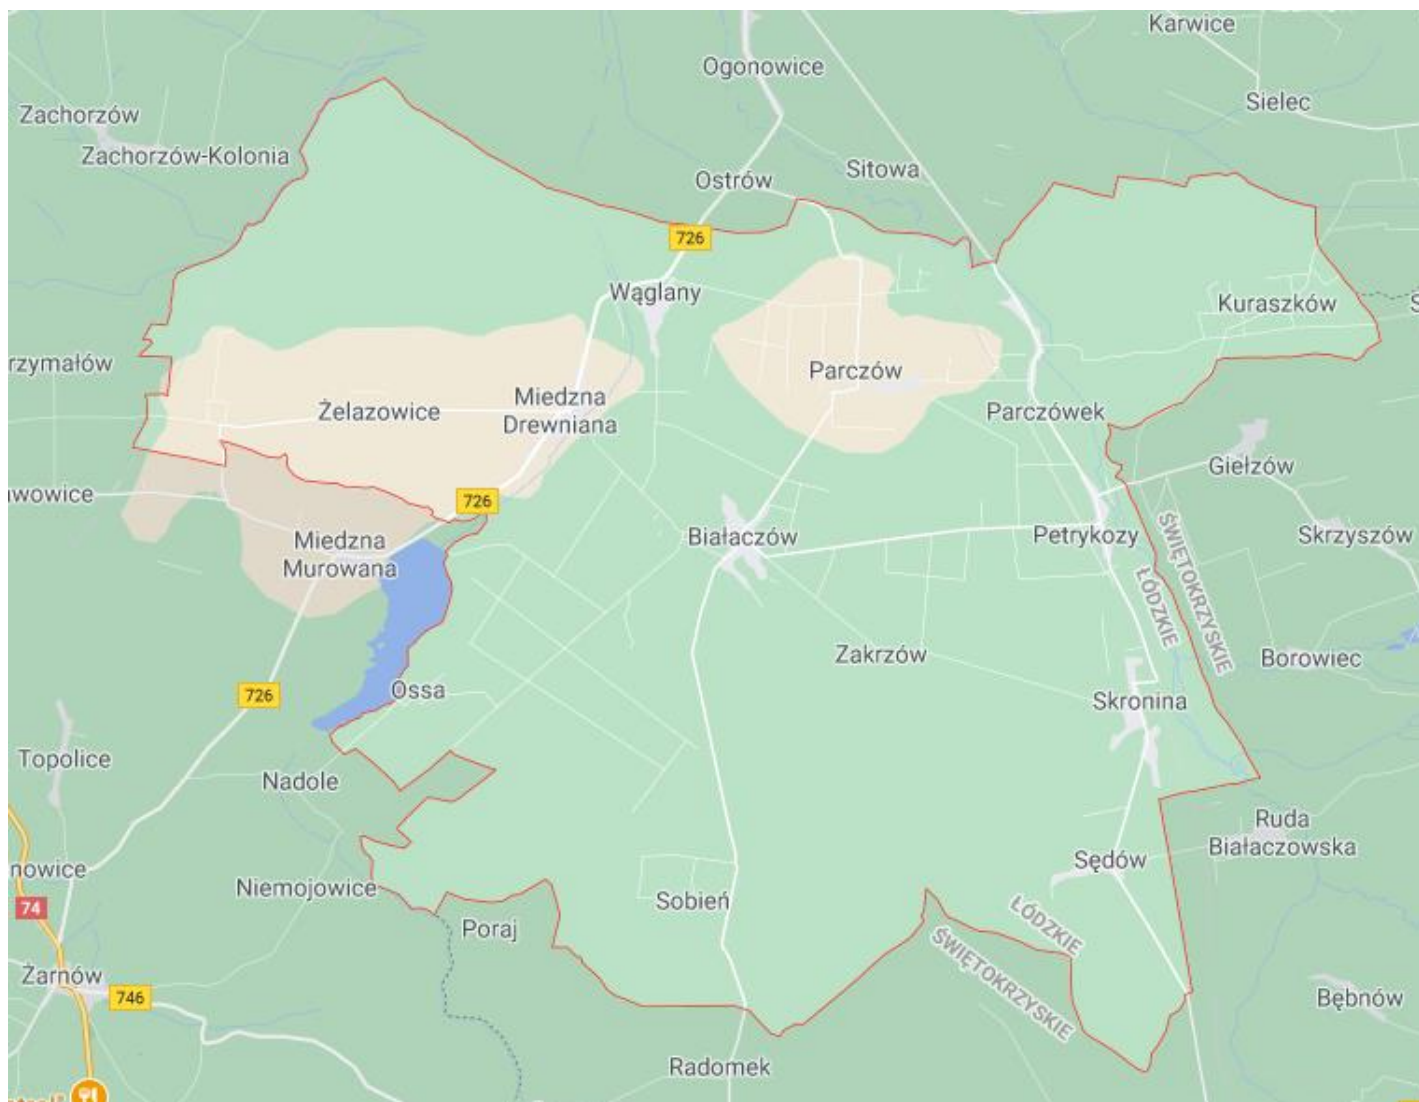 Karwice
Ogonowice
Sielec
Zachorzów
Zachorzów-Kolonia
Sitowa
Ostrów
726
Wąglany
Kuraszków
rzymałów
Parczów
Miedzna
Drewniana
Żelazowice
Parczówek
Giełzów
wowice
726
Petrykozy
Skrzyszów
Białaczów
Miedzna
Murowana
ŚWIĘTOKRZYSKIE
ŁÓDZKIE
Zakrzów
Borowiec
Ossa
726
Skronina
Topolice
Nadole
Ruda
Białaczowska
Sędów
nowice
Niemojowice
Sobień
74
Poraj
ŁÓDZKIE
ŚWIĘTOKRZYSKIE
Żarnów
746
Bębnów
Radomek